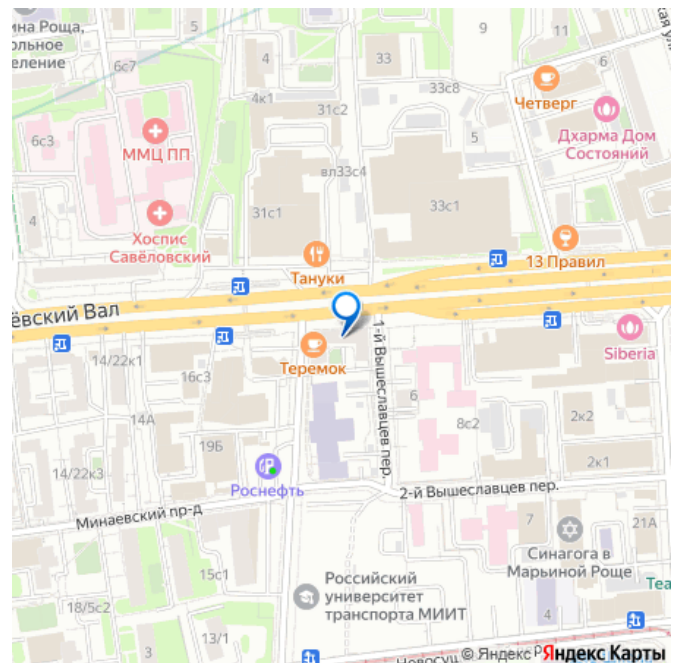 ина Роща,
ольное
еление
6с7
5
4
33
9
11
6
4к1
31с2
33с8
Четверг
5
Дхарма Дом
Состояний
6с3
ММЦ ПП
вл33с4
4
31с1
33с1
Хоспис
Савёловский
Тануки
13 Правил
ёвский Вал
14/22к1
Теремок
1-й Вышеславцев пер.
Siberia
16с3
6
14А
8с2
2к2
19Б
14/22к3
Роснефть
2к1
2-й Вышеславцев пер.
Минаевский пр-д
7
21А
Синагога в
Марьиной Роще
15с1
Российский
университет
транспорта МИИТ
Теа
18/5с2
4
3
13/1
© Яндекс Яндекс Карты